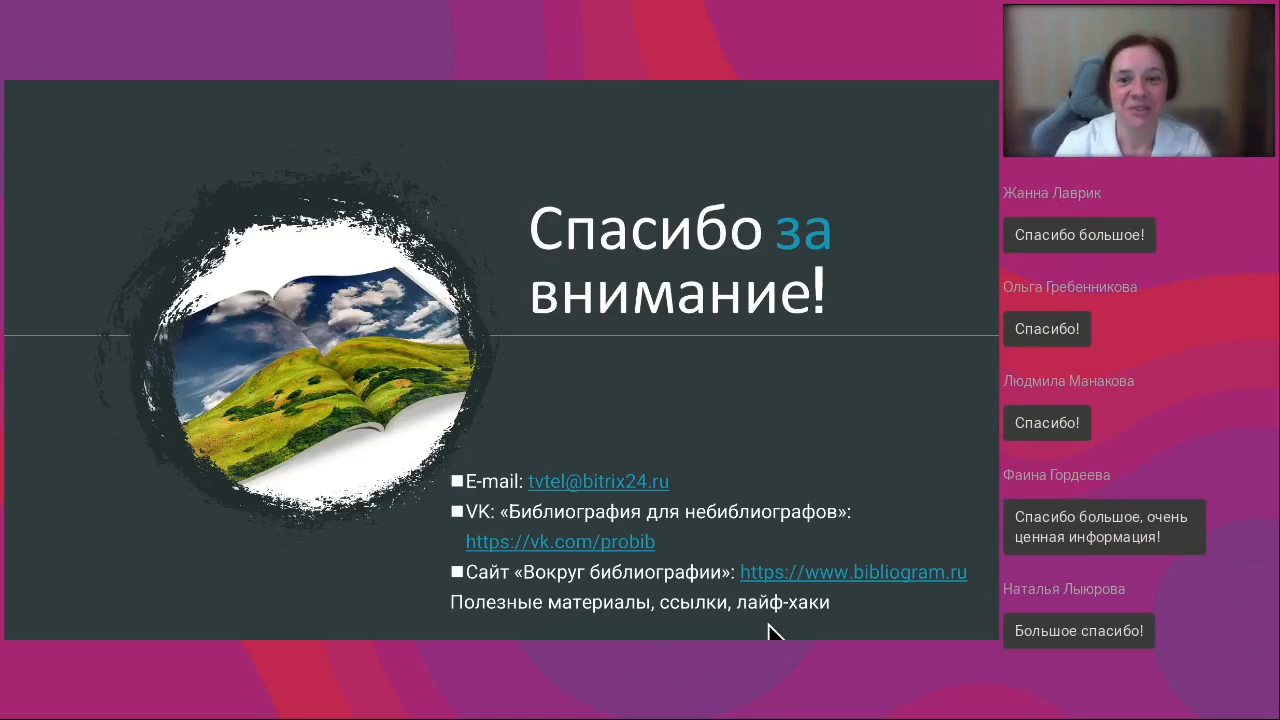 Спасибо за
внимание!
■E-mail: tvtel@bitrix24.ru
■VK: «Библиография для небиблиографов»:
https://vk.com/probib
■Сайт «Вокруг библиографии»: https://www.bibliogram.ru
Полезные материалы, ссылки, лайф-хаки
Жанна Лаврик
Спасибо большое!
Ольга Гребенникова
Спасибо!
Людмила Манакова
Спасибо!
Фаина Гордеева
Спасибо большое, очень
ценная информация!
Наталья Лыюрова
Большое спасибо!